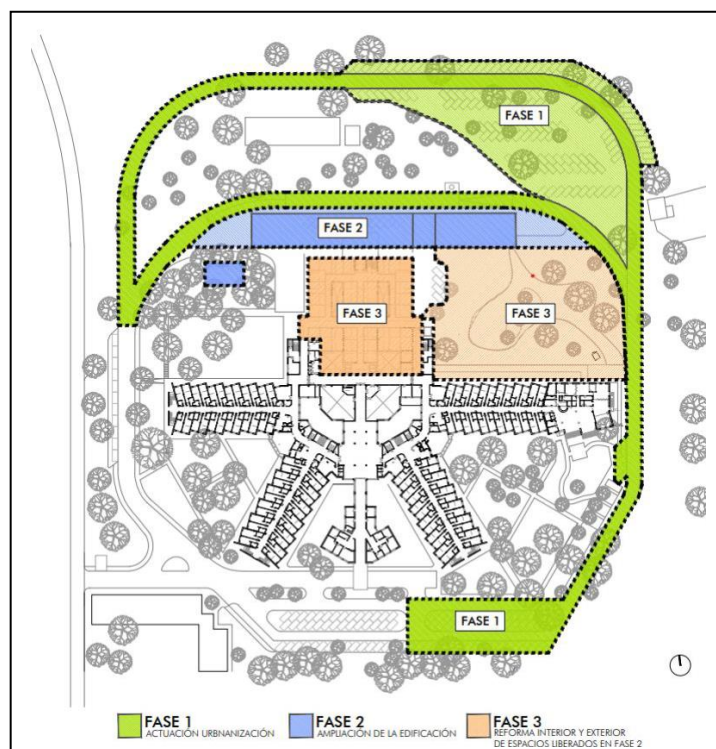 FASE 1
FASE 2
FASE 3
FASE 3
FASE 1
FASE 1
ACTUACIÓN URBNANIZACIÓN
FASE 2
AMPLIACIÓN DE LA EDIFICACIÓN
FASE 3
REFORMA INTERIOR Y EXTERIOR
DE ESPACIOS LIBERADOS EN FASE 2